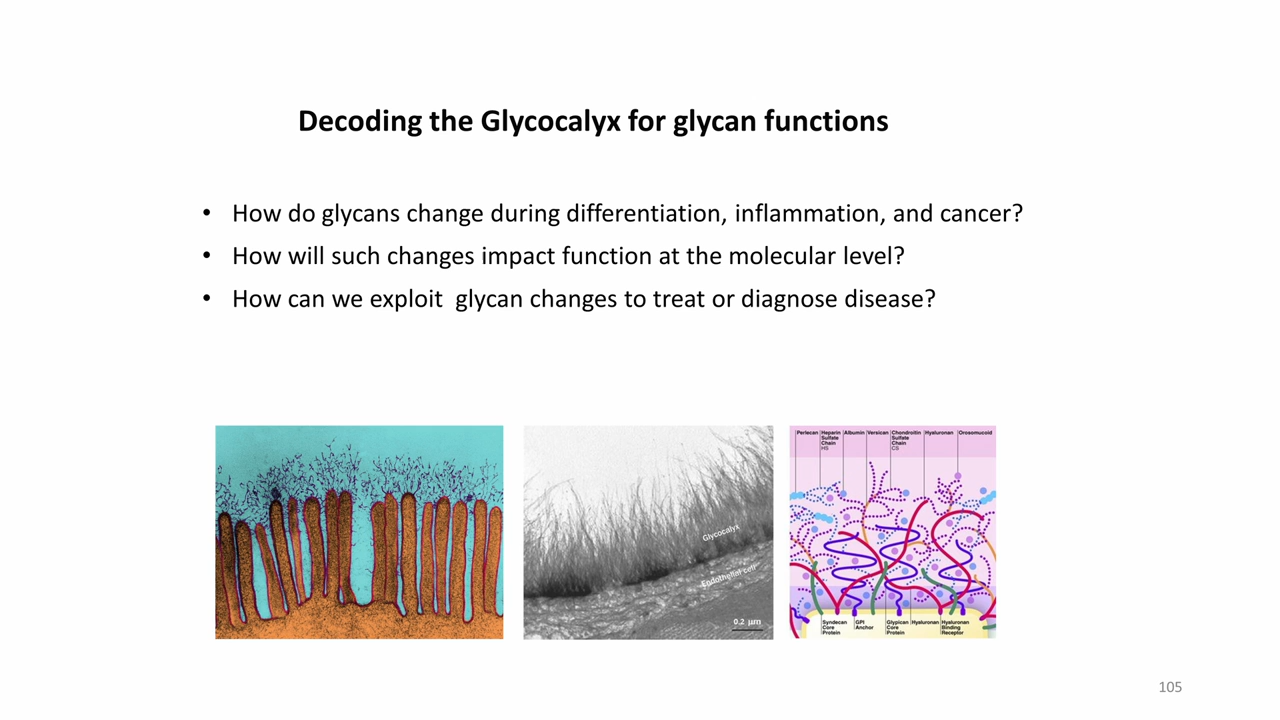 Decoding the Glycocalyx for glycan functions
• How do glycans change during differentiation, inflammation, and cancer?
• How will such changes impact function at the molecular level?
• How can we exploit  glycan changes to treat or diagnose disease?
Glycocalyx
Endothelial cell
0.2 μm
Perlecan
Heparin
Sulfate
Chain
HS
Albumin
Versican
Chondroitin
Sulfate
Chain
CS
Hyaluronan
Orosomucoid
Syndecan
Core
Protein
GPI
Anchor
Glypican
Core
Protein
Hyaluronan
Hyaluronan
Binding
Receptor
105